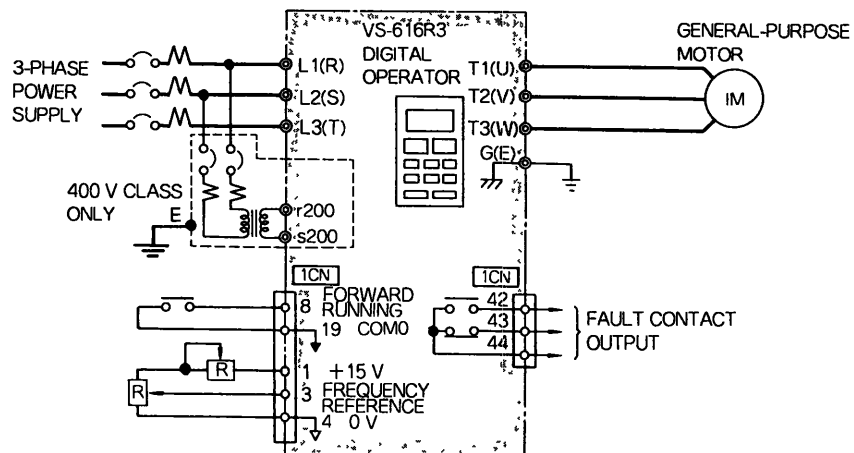 VS-616R3
DIGITAL
OPERATOR
GENERAL-PURPOSE
MOTOR
3-PHASE
POWER
SUPPLY
L1(R)
L2(S)
L3(T)
T1(U)
T2(V)
T3(W)
G(E)
IM
400 V CLASS
ONLY
E
r200
s200
1CN
8 FORWARD
RUNNING
19 COM0
1 +15 V
3 FREQUENCY
REFERENCE
4 0 V
R
R
1CN
42
43
44
FAULT CONTACT
OUTPUT